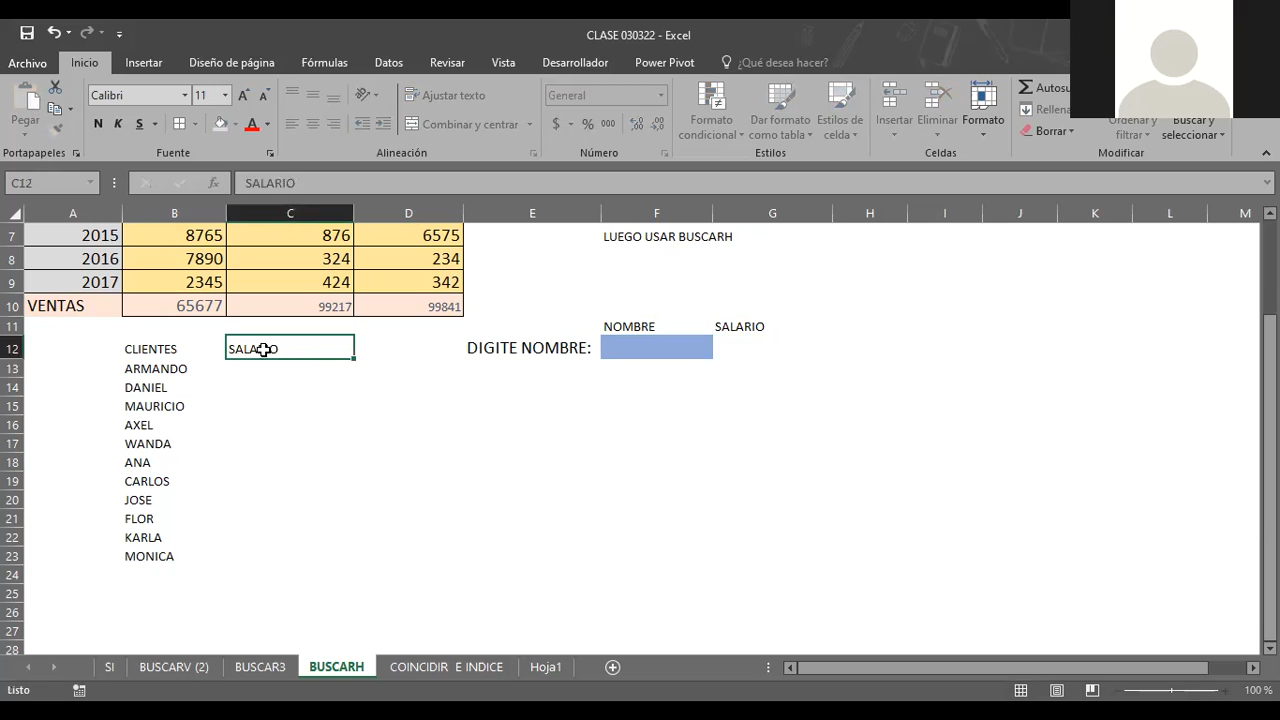 CLASE 030322 - Excel
Archivo Inicio Insertar Diseño de página Fórmulas Datos Revisar Vista Desarrollador Power Pivot ¿Qué desea hacer?
Pegar
Calibri 11
N K S
Ajustar texto
Combinar y centrar
General
$ % 000
Formato condicional
Dar formato como tabla
Estilos de celda
Insertar Eliminar Formato
Autosu
Rellena
Borrar
Ordenar y filtrar
Buscar y seleccionar
Portapapeles Fuente Alineación Número Estilos Celdas Modificar
C12 fx SALARIO
A B C D E F G H I J K L M
7 2015 8765 876 6575 LUEGO USAR BUSCARH
8 2016 7890 324 234
9 2017 2345 424 342
10 VENTAS 65677 99217 99841
11 NOMBRE SALARIO
12 CLIENTES SALARIO DIGITE NOMBRE:
13 ARMANDO
14 DANIEL
15 MAURICIO
16 AXEL
17 WANDA
18 ANA
19 CARLOS
20 JOSE
21 FLOR
22 KARLA
23 MONICA
24
25
26
27
28
SI BUSCARV (2) BUSCAR3 BUSCARH COINCIDIR E INDICE Hoja1
Listo 100 %